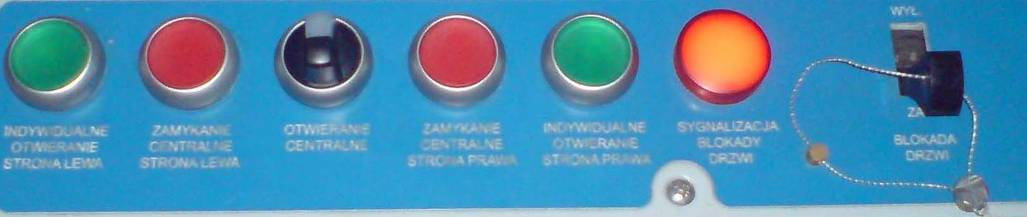 INDYWIDUALNE
OTWIERANIE
STRONA LEWA
ZAMYKANIE
CENTRALNE
STRONA LEWA
OTWIERANIE
CENTRALNE
ZAMYKANIE
CENTRALNE
STRONA PRAWA
INDYWIDUALNE
OTWIERANIE
STRONA PRAWA
SYGNALIZACJA
BLOKADY
DRZWI
WYŁ.
ZA
BLOKADA
DRZWI